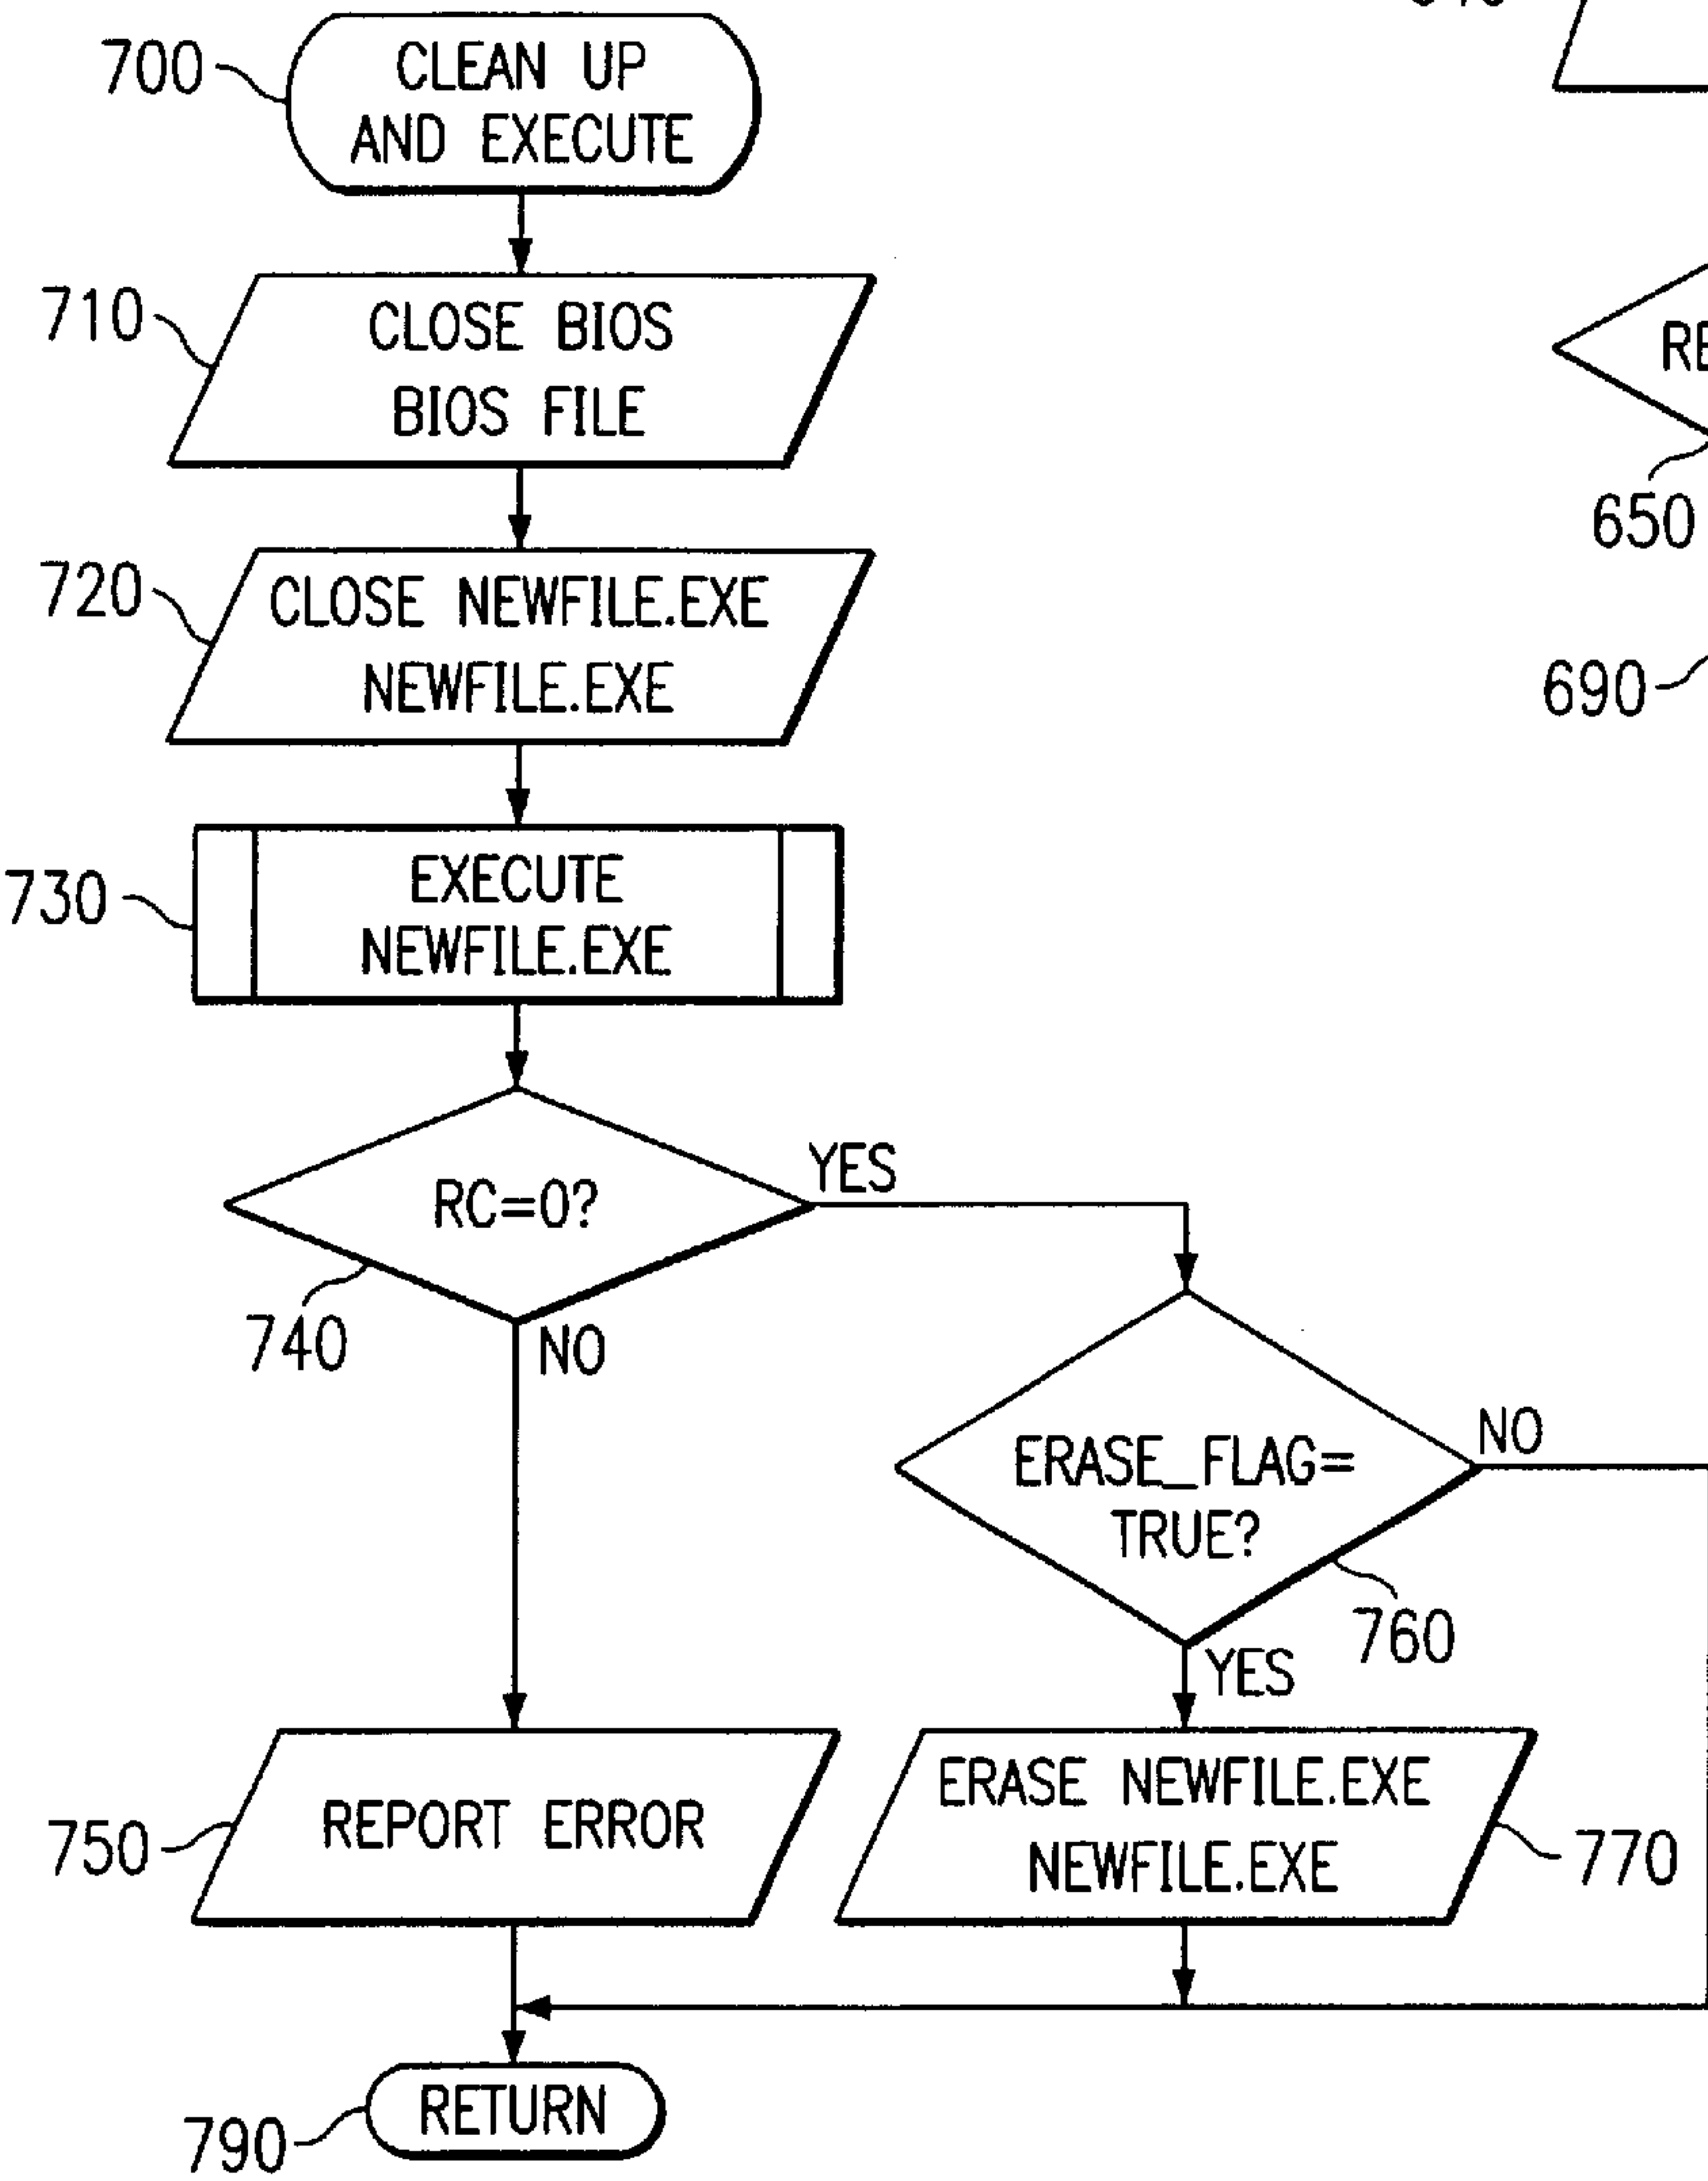 700
CLEAN UP
AND EXECUTE
710
CLOSE BIOS
BIOS FILE
720
CLOSE NEWFILE.EXE
NEWFILE.EXE
730
EXECUTE
NEWFILE.EXE
RC=0?
YES
740
NO
ERASE_FLAG=
TRUE?
NO
760
YES
750
REPORT ERROR
ERASE NEWFILE.EXE
NEWFILE.EXE
770
790
RETURN
650
690